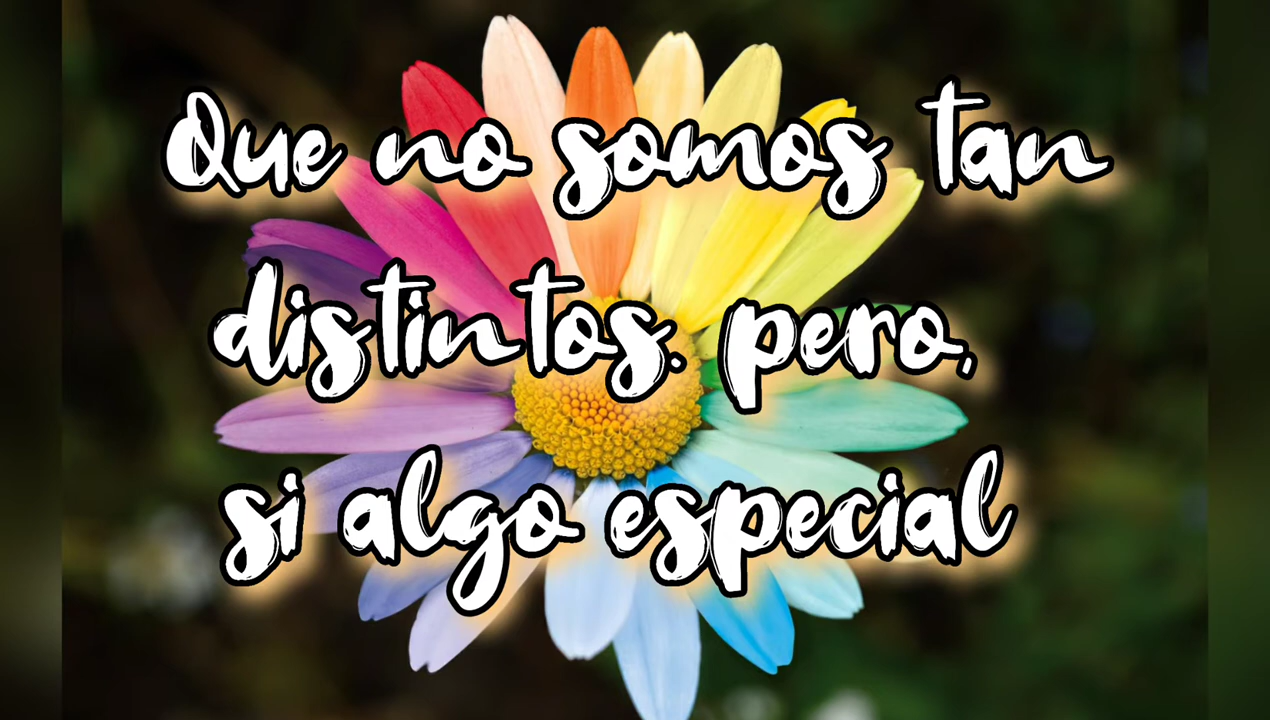 Que no somos tan
distintos. pero,
si algo especial